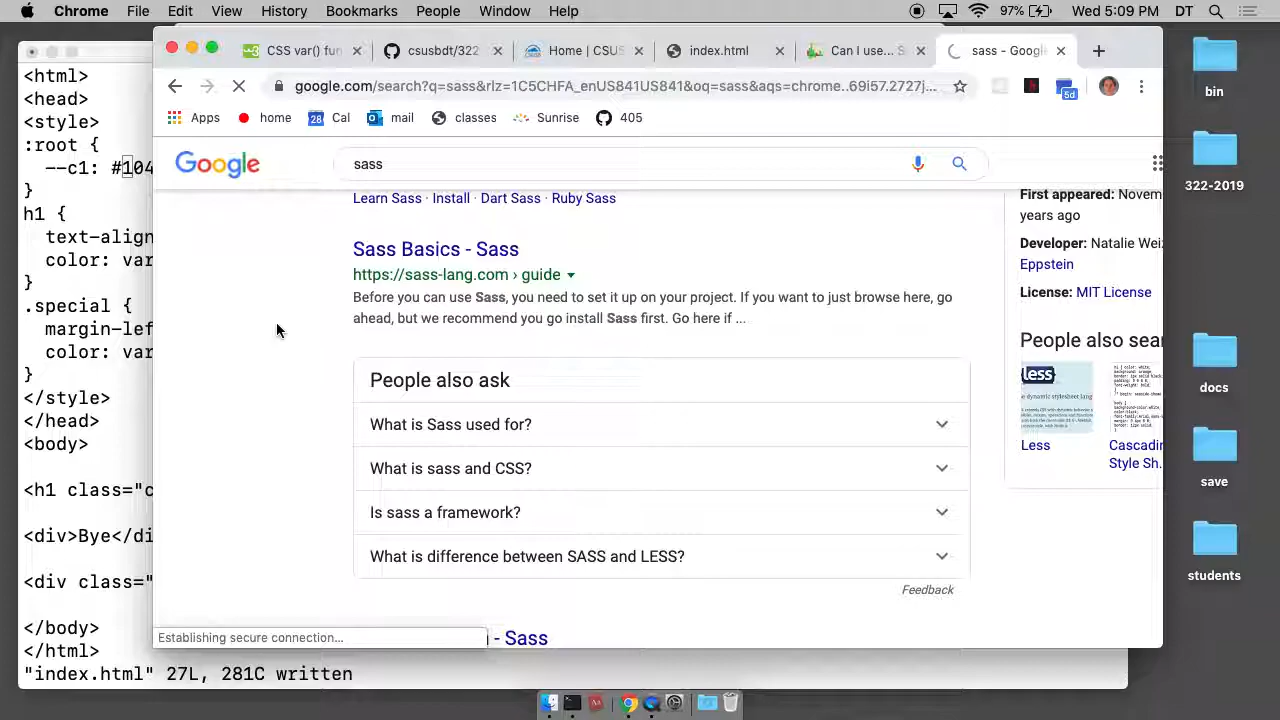 Chrome File Edit View History Bookmarks People Window Help 97% Wed 5:09 PM DT
CSS var() fun
csusbdt/322
Home | CSUS
index.html
Can I use... S
sass - Googl
google.com/search?q=sass&rlz=1C5CHFA_enUS841US841&oq=sass&aqs=chrome..69i57.2727j...
5d
Apps home 28 Cal mail classes Sunrise 405
Google
sass
Learn Sass · Install · Dart Sass · Ruby Sass
Sass Basics - Sass
https://sass-lang.com › guide
Before you can use Sass, you need to set it up on your project. If you want to just browse here, go
ahead, but we recommend you go install Sass first. Go here if ...
People also ask
What is Sass used for?
What is sass and CSS?
Is sass a framework?
What is difference between SASS and LESS?
Feedback
- Sass
Establishing secure connection...
First appeared: Novem
years ago
Developer: Natalie Wei
Eppstein
License: MIT License
People also sear
less
Less
Cascadin
Style Sh..
<html>
<head>
<style>
:root {
--c1: #104
}
h1 {
text-align
color: var
}
.special {
margin-lef
color: var
}
</style>
</head>
<body>
<h1 class="c
<div>Bye</di
<div class="
</body>
</html>
"index.html" 27L, 281C written
bin
322-2019
docs
save
students